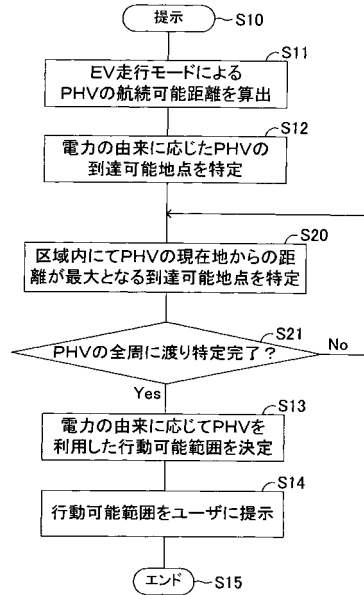 提示
S10
S11
EV走行モードによる
PHVの航続可能距離を算出
S12
電力の由来に応じたPHVの
到達可能地点を特定
S20
区域内にてPHVの現在地からの距
離が最大となる到達可能地点を特定
S21
PHVの全周に渡り特定完了？
No
Yes
S13
電力の由来に応じてPHVを
利用した行動可能範囲を決定
S14
行動可能範囲をユーザに提示
エンド
S15